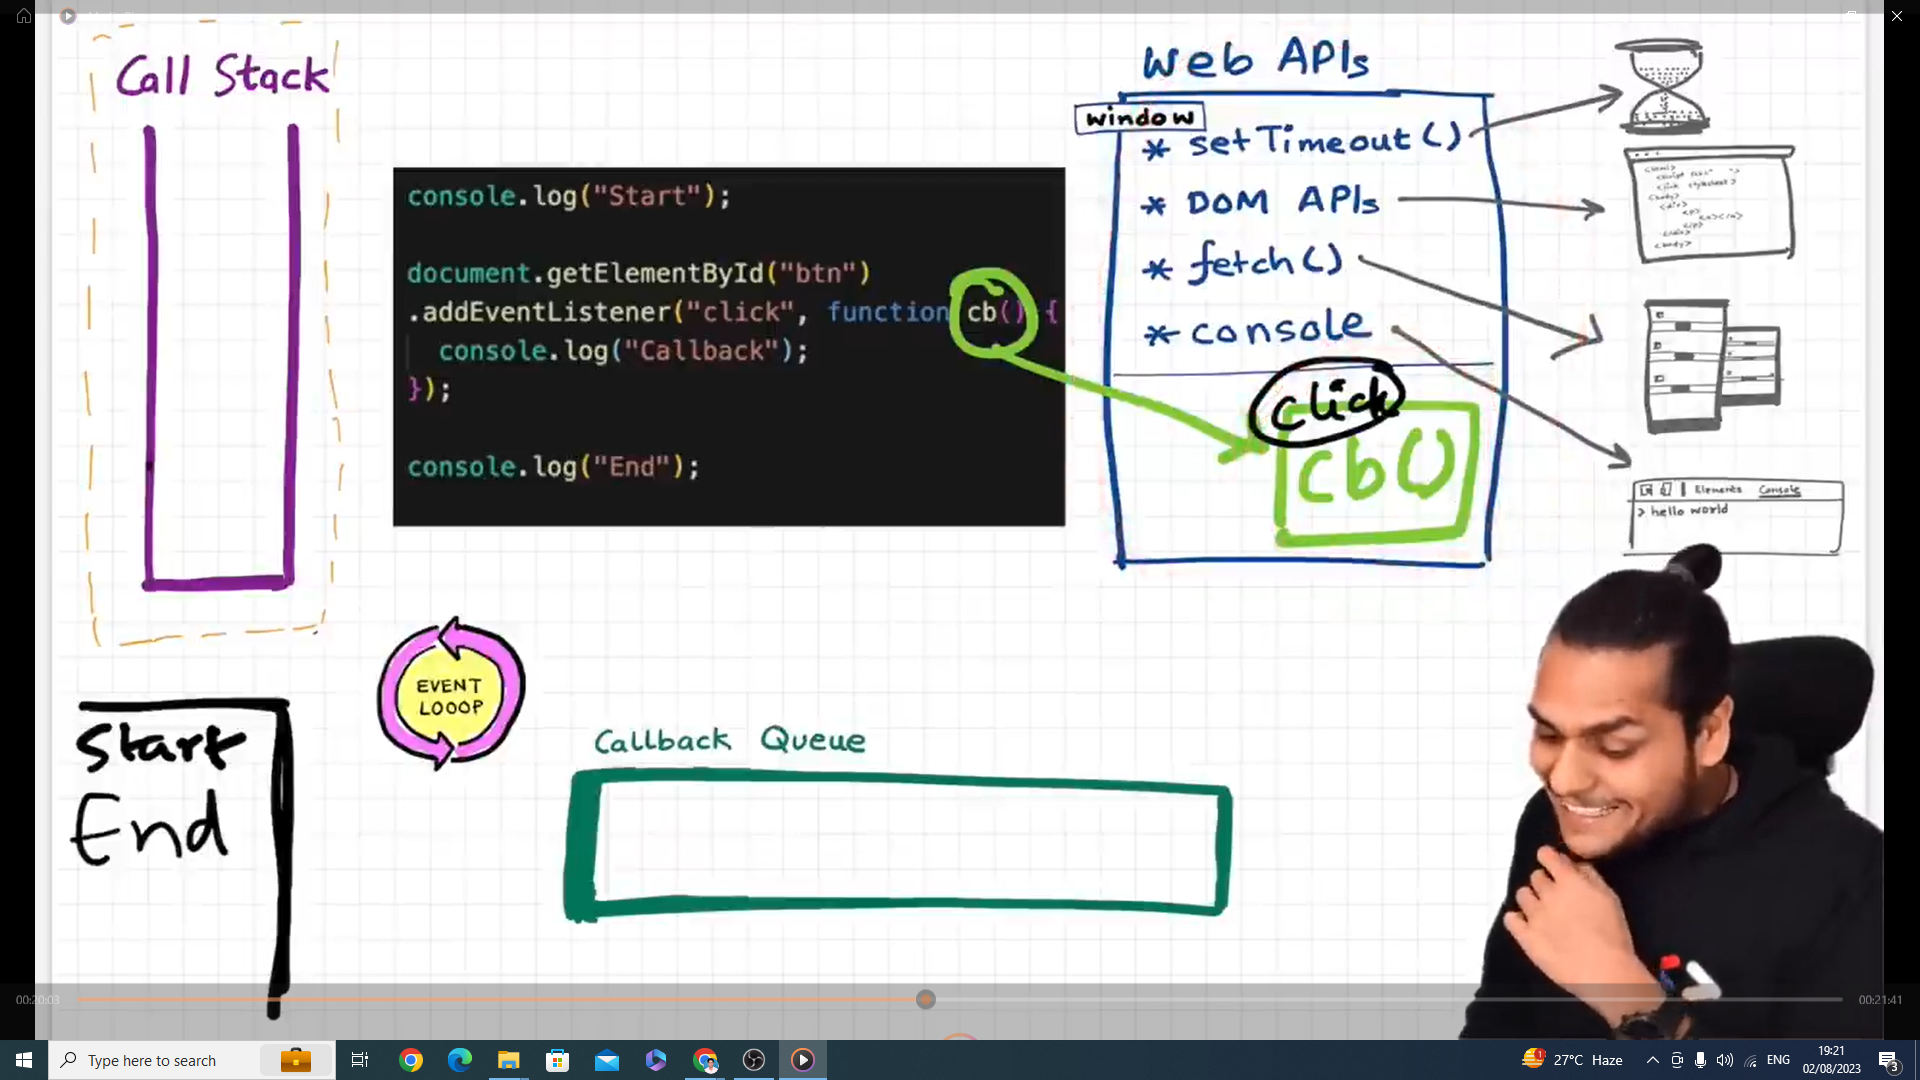 Call Stack
console.log("Start");
document.getElementById("btn")
.addEventListener("click", function cb() {
console.log("Callback");
});
console.log("End");
Web APIs
window
* setTimeout()
* DOM APIs
* fetch()
* console
click
cb()
Elements Console
> hello world
EVENT
LOOOP
Start
End
Callback Queue
00:20:03
00:21:41
Type here to search
27°C Haze
ENG
19:21
02/08/2023
3